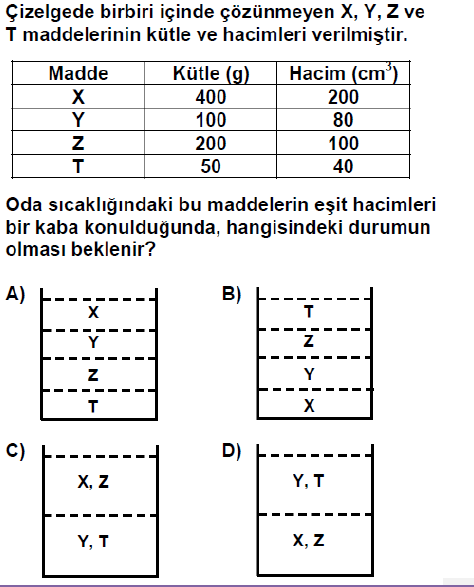 Çizelgede birbiri içinde çözünmeyen X, Y, Z ve
T maddelerinin kütle ve hacimleri verilmiştir.
Madde Kütle (g) Hacim (cm³)
X 400 200
Y 100 80
Z 200 100
T 50 40
Oda sıcaklığındaki bu maddelerin eşit hacimleri
bir kaba konulduğunda, hangisindeki durumun
olması beklenir?
A)
X
Y
Z
T
B)
T
Z
Y
X
C)
X, Z
Y, T
D)
Y, T
X, Z